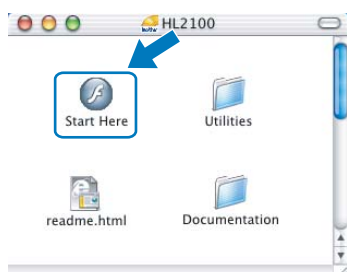 HL2100
Start Here
Utilities
readme.html
Documentation